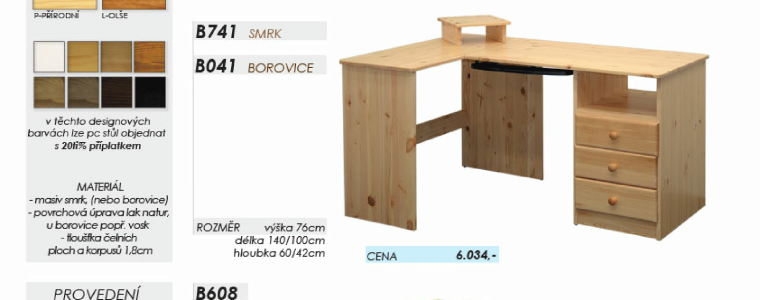 P-PŘÍRODNÍ
L-OLŠE
v těchto designových
barvách lze pc stůl objednat
s 20ti% příplatkem
MATERIÁL
- masiv smrk, (nebo borovice)
- povrchová úprava lak natur,
u borovice popř. vosk
- tloušťka čelních
ploch a korpusů 1,8cm
PROVEDENÍ
B741 SMRK
B041 BOROVICE
ROZMĚR výška 76cm
délka 140/100cm
hloubka 60/42cm
CENA 6.034,-
B608